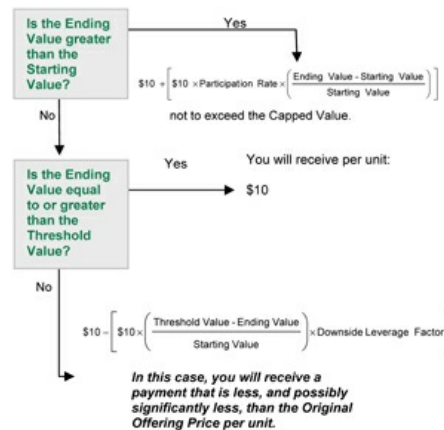 Is the Ending
Value greater
than the
Starting
Value?
Yes
$10 + [$10 × Participation Rate × (Ending Value - Starting Value / Starting Value)]
not to exceed the Capped Value.
No
Is the Ending
Value equal
to or greater
than the
Threshold
Value?
Yes
You will receive per unit:
$10
No
$10 – [$10 × (Threshold Value - Ending Value / Starting Value) × Downside Leverage Factor
In this case, you will receive a
payment that is less, and possibly
significantly less, than the Original
Offering Price per unit.